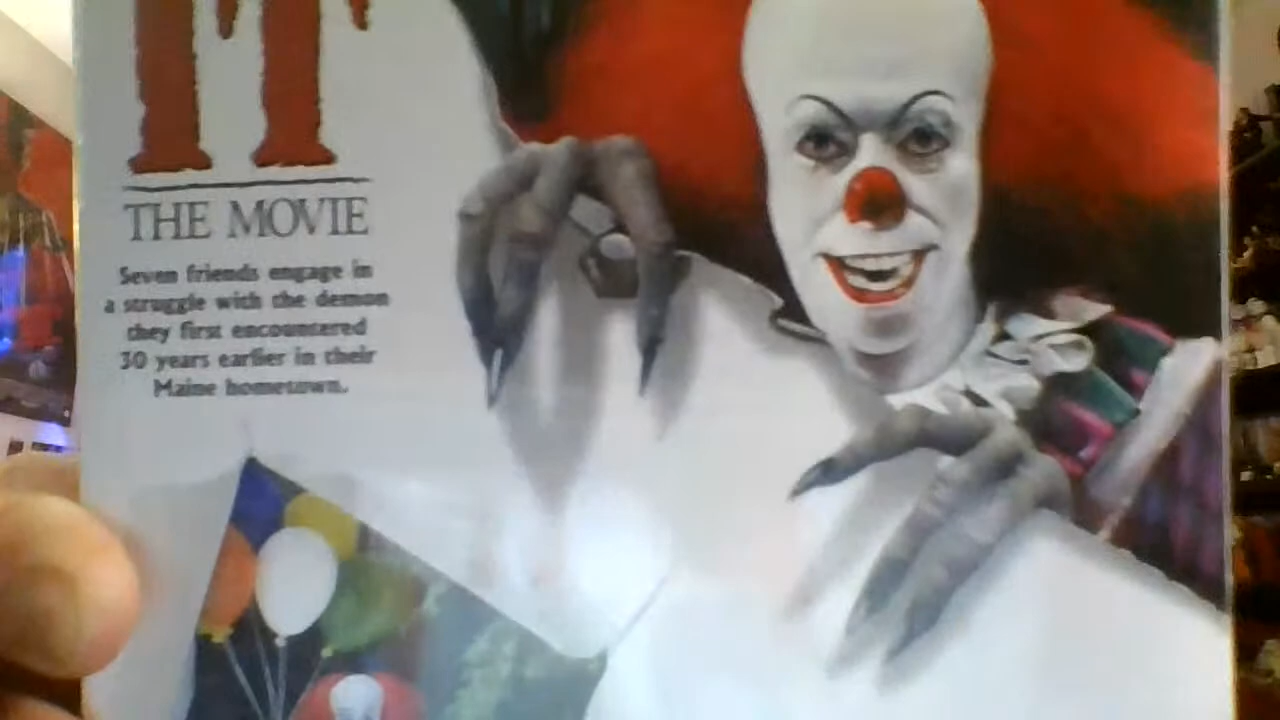 IT
THE MOVIE
Seven friends engage in
a struggle with the demon
they first encountered
30 years earlier in their
Maine hometown.